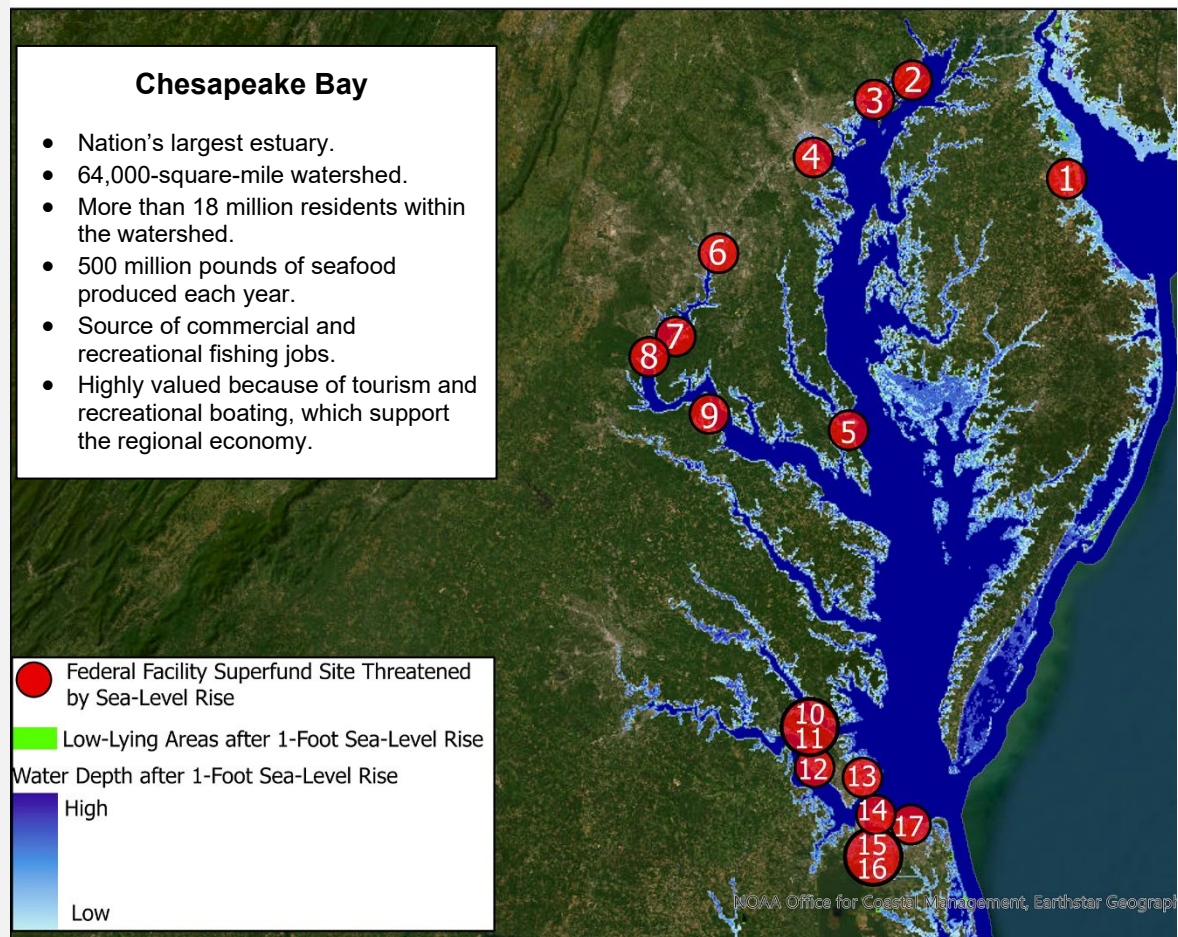 Chesapeake Bay
• Nation’s largest estuary.
• 64,000-square-mile watershed.
• More than 18 million residents within
the watershed.
• 500 million pounds of seafood
produced each year.
• Source of commercial and
recreational fishing jobs.
• Highly valued because of tourism and
recreational boating, which support
the regional economy.
2
3
4
1
6
7
8
9
5
10
11
12
13
14
17
15
16
Federal Facility Superfund Site Threatened
by Sea-Level Rise
Low-Lying Areas after 1-Foot Sea-Level Rise
Water Depth after 1-Foot Sea-Level Rise
High
Low
NOAA Office for Coastal Management, Earthstar Geograph